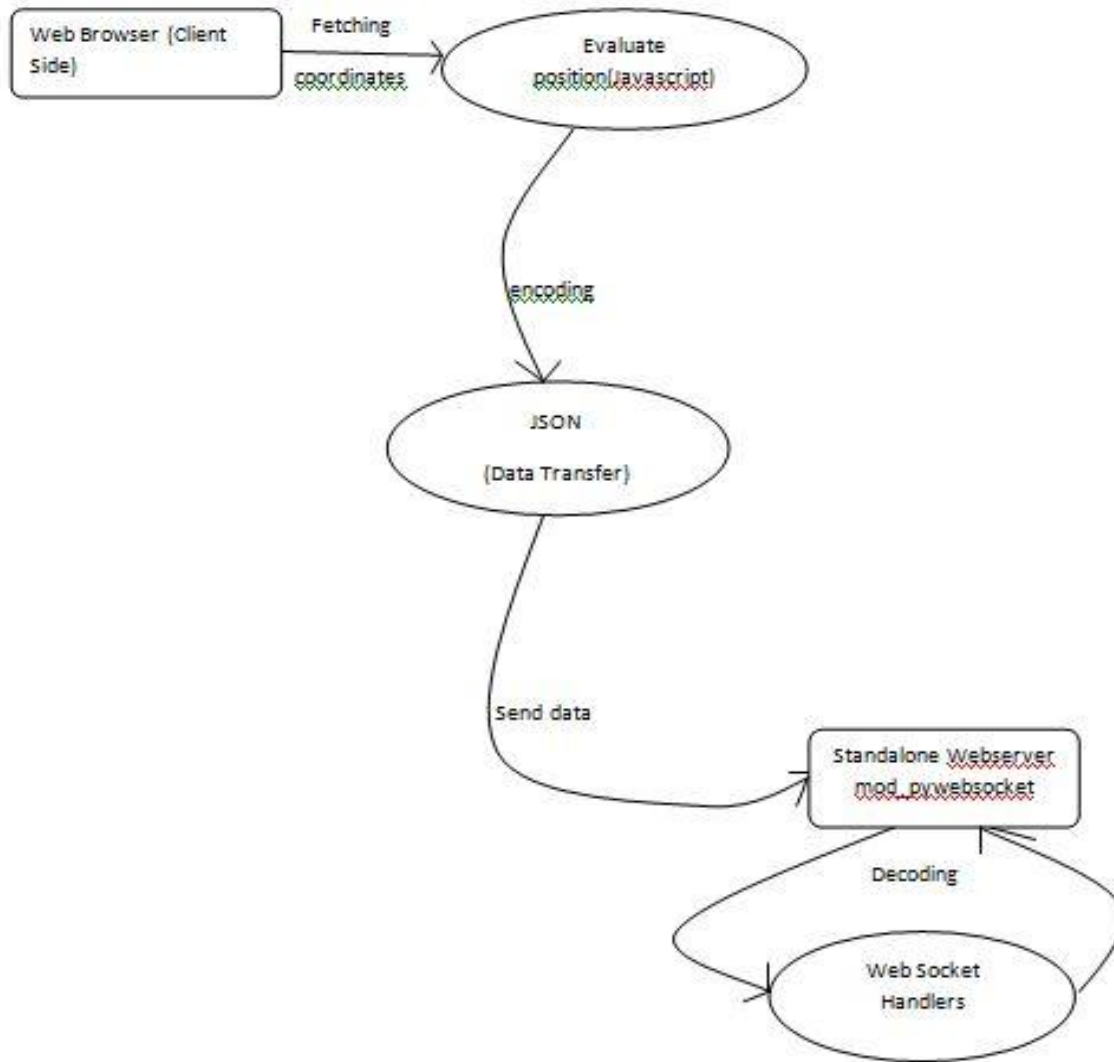 Web Browser (Client
Side)
Fetching
coordinates
Evaluate
position(Javascript)
encoding
JSON
(Data Transfer)
Send data
Standalone Webserver
mod_pywebsocket
Decoding
Web Socket
Handlers